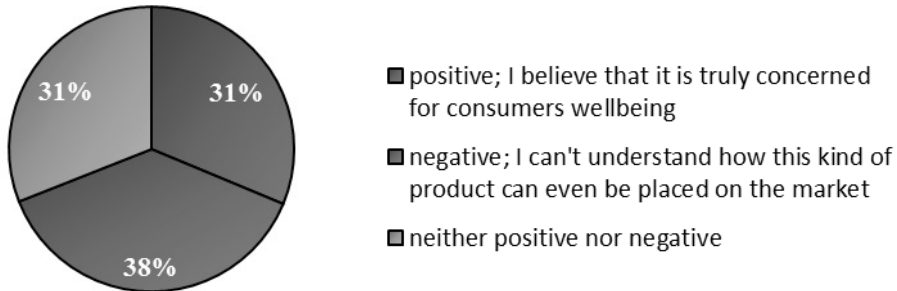 31%
31%
38%
positive; I believe that it is truly concerned
for consumers wellbeing
negative; I can't understand how this kind of
product can even be placed on the market
neither positive nor negative